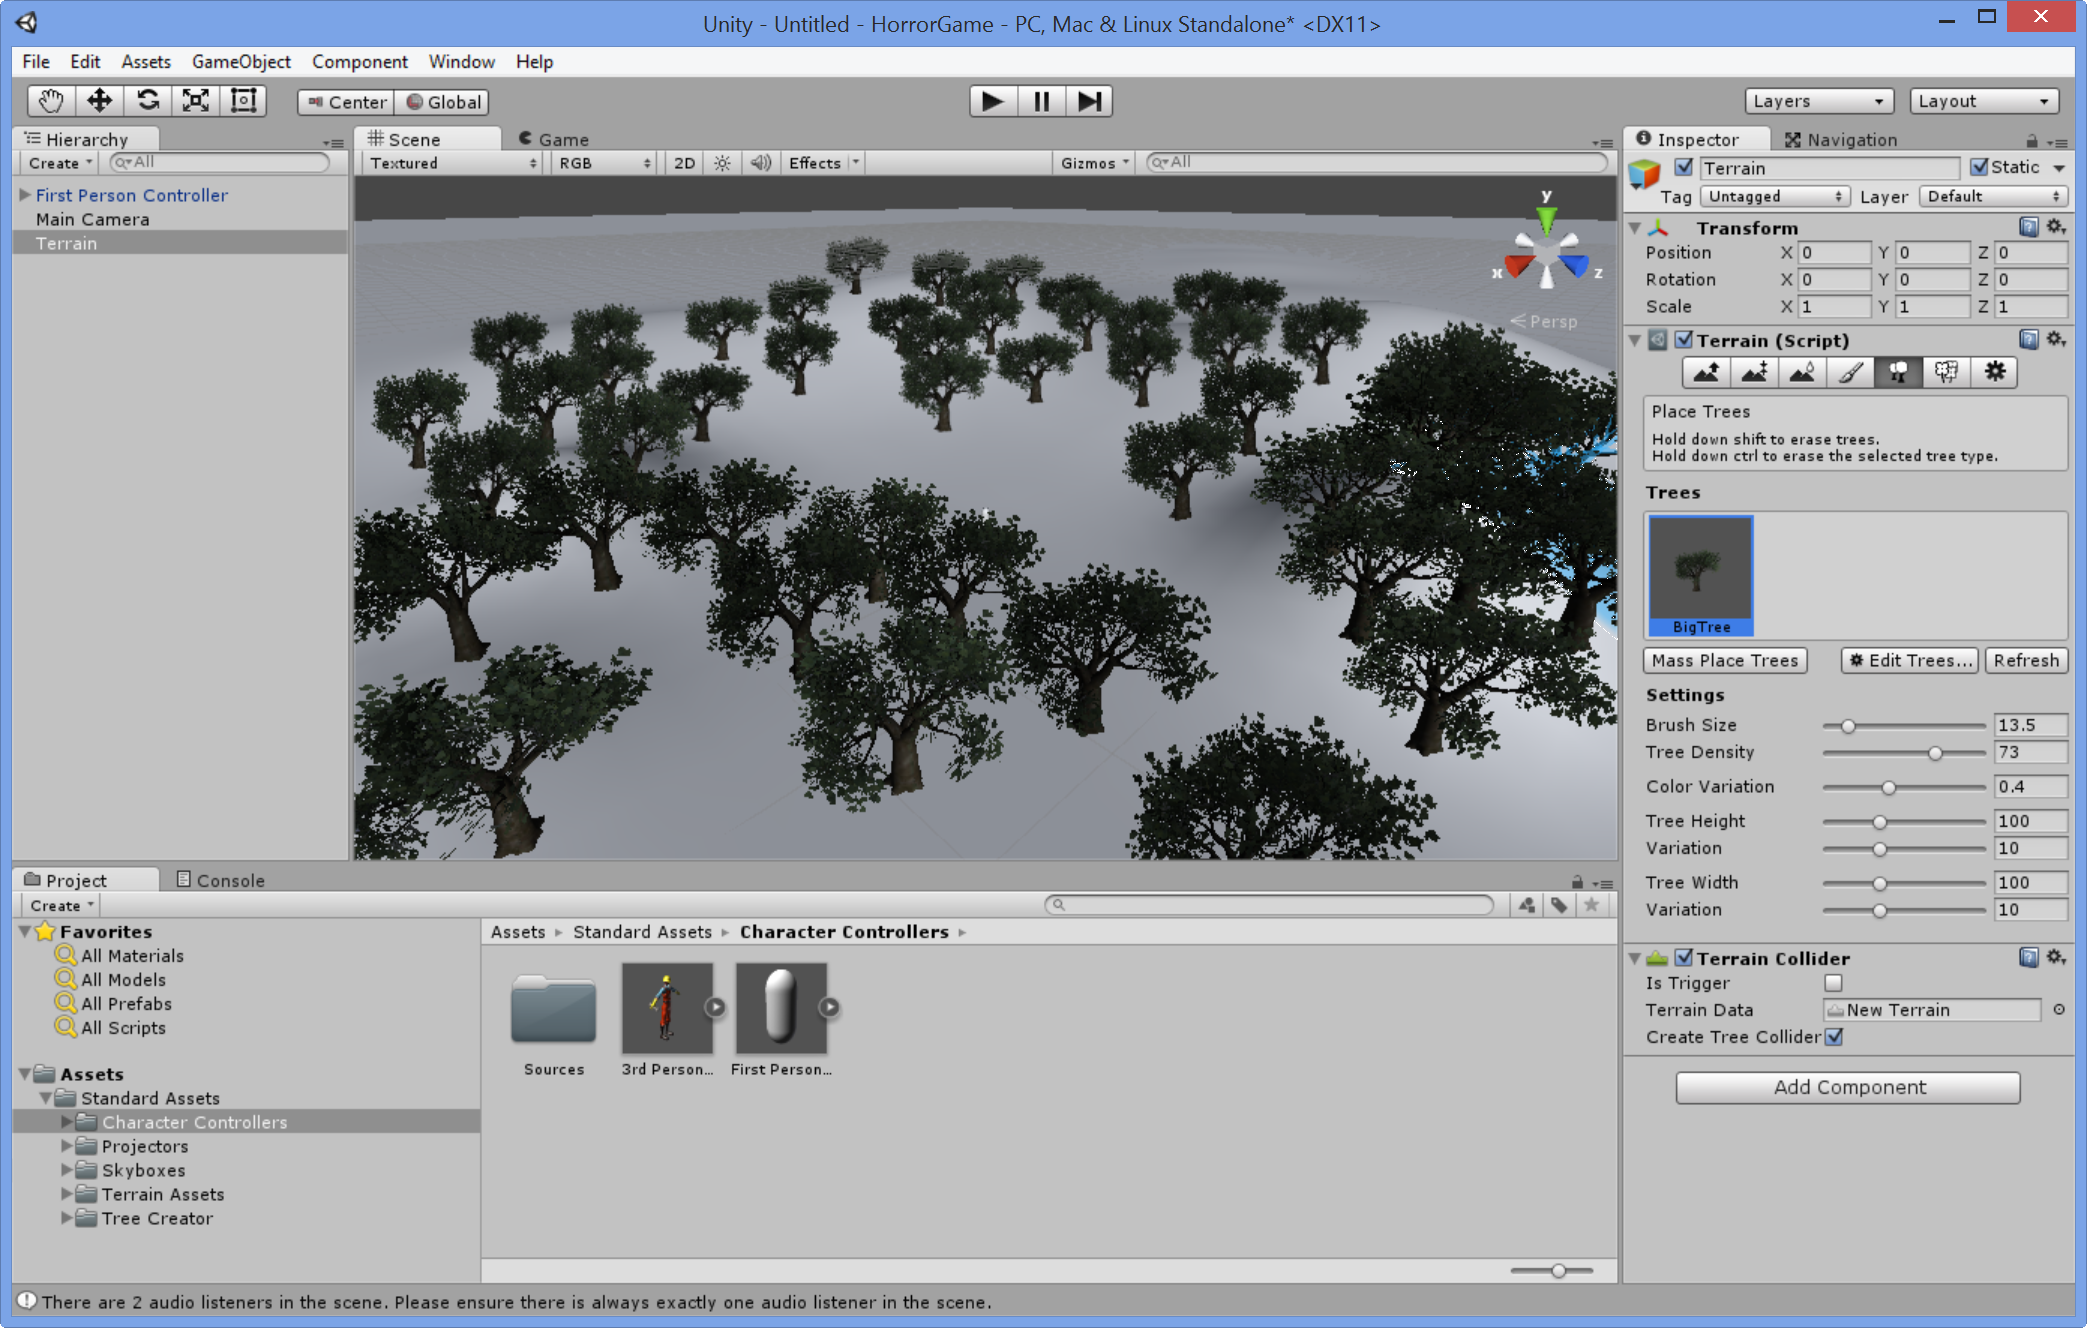 Unity - Untitled - HorrorGame - PC, Mac & Linux Standalone* <DX11>
File Edit Assets GameObject Component Window Help
Center Global
Layers Layout
Hierarchy
Create All
First Person Controller
Main Camera
Terrain
Scene Game
Textured RGB 2D Effects Gizmos All
y
x z
Persp
Inspector Navigation
Terrain Static
Tag Untagged Layer Default
Transform
Position X 0 Y 0 Z 0
Rotation X 0 Y 0 Z 0
Scale X 1 Y 1 Z 1
Terrain (Script)
Place Trees
Hold down shift to erase trees.
Hold down ctrl to erase the selected tree type.
Trees
BigTree
Mass Place Trees Edit Trees... Refresh
Settings
Brush Size 13.5
Tree Density 73
Color Variation 0.4
Tree Height 100
Variation 10
Tree Width 100
Variation 10
Terrain Collider
Is Trigger
Terrain Data New Terrain
Create Tree Collider
Add Component
Project Console
Create
Favorites
All Materials
All Models
All Prefabs
All Scripts
Assets
Standard Assets
Character Controllers
Projectors
Skyboxes
Terrain Assets
Tree Creator
Assets Standard Assets Character Controllers
Sources 3rd Person... First Person...
There are 2 audio listeners in the scene. Please ensure there is always exactly one audio listener in the scene.